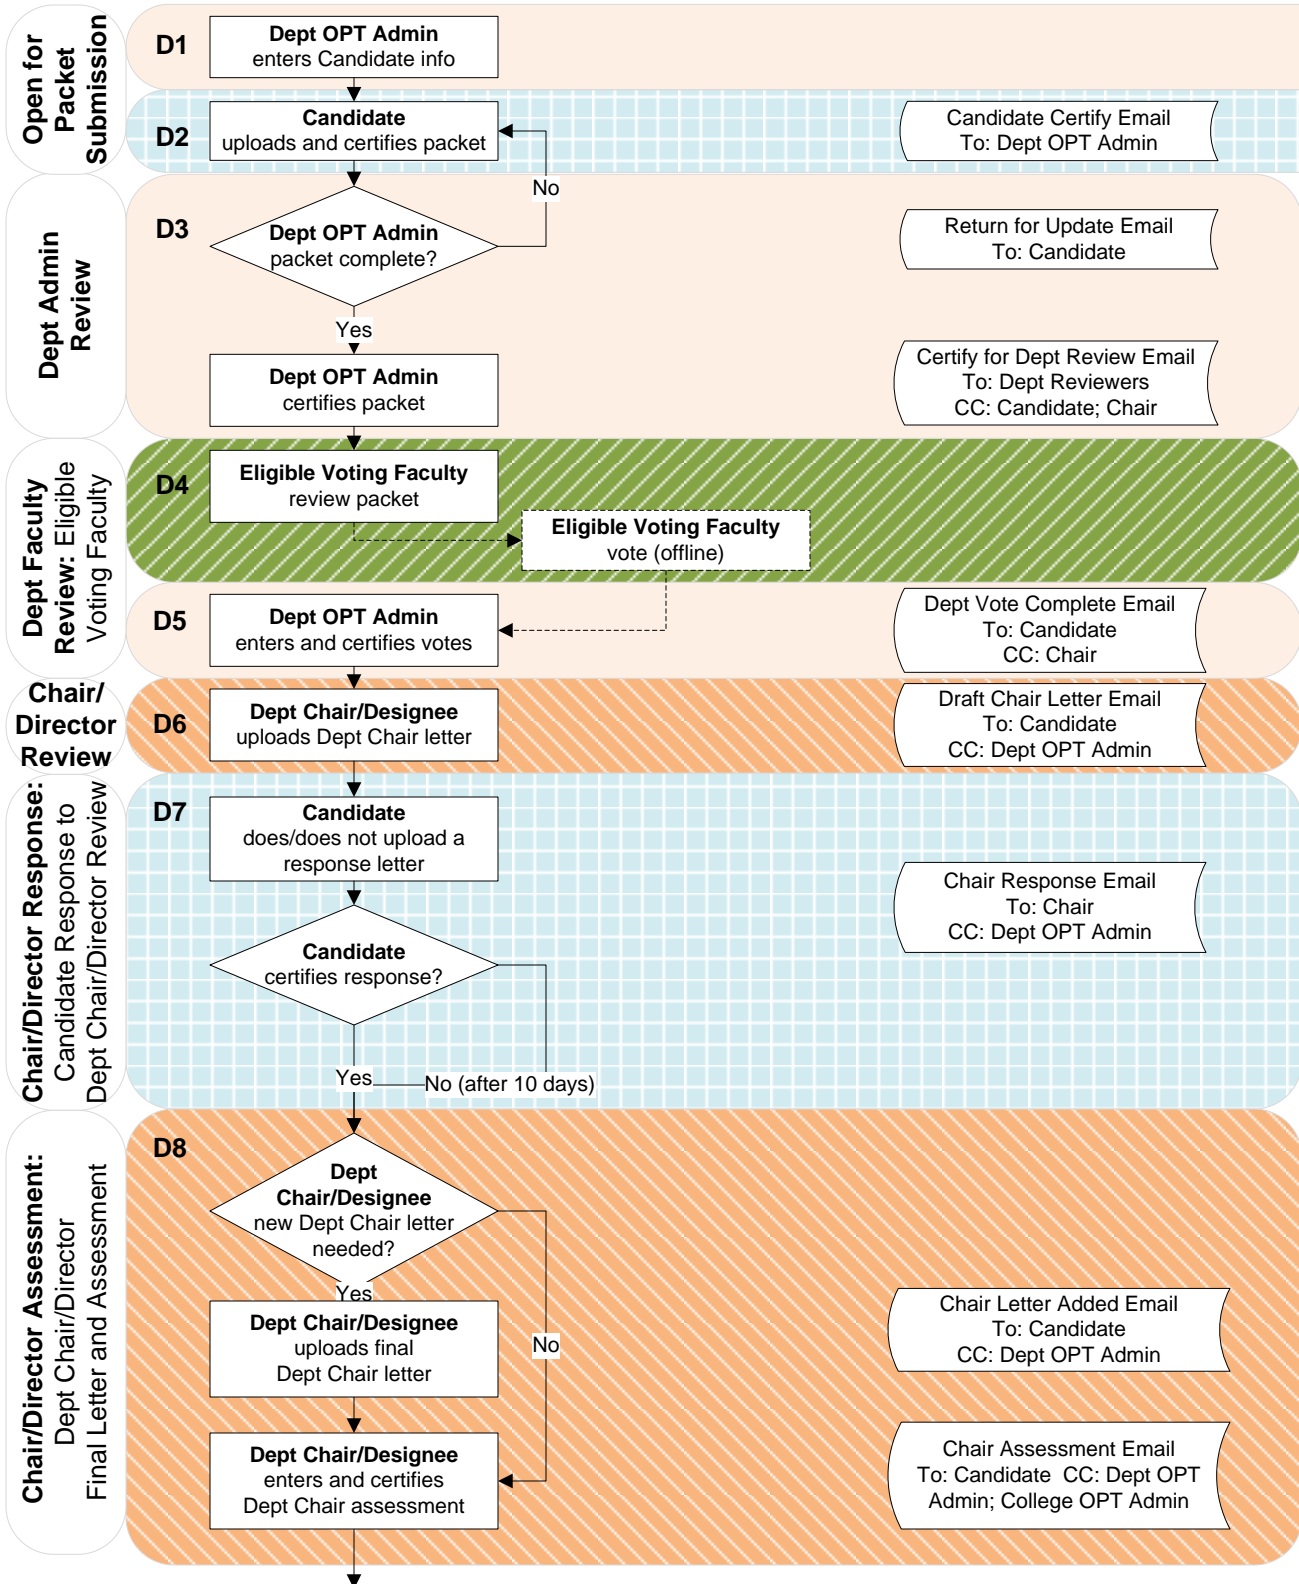 Open for
Packet
Submission
D1
Dept OPT Admin
enters Candidate info
D2
Candidate
uploads and certifies packet
Candidate Certify Email
To: Dept OPT Admin
No
Dept Admin
Review
D3
Dept OPT Admin
packet complete?
Return for Update Email
To: Candidate
Yes
Dept OPT Admin
certifies packet
Certify for Dept Review Email
To: Dept Reviewers
CC: Candidate; Chair
Dept Faculty
Review: Eligible
Voting Faculty
D4
Eligible Voting Faculty
review packet
Eligible Voting Faculty
vote (offline)
D5
Dept OPT Admin
enters and certifies votes
Dept Vote Complete Email
To: Candidate
CC: Chair
Chair/
Director
Review
D6
Dept Chair/Designee
uploads Dept Chair letter
Draft Chair Letter Email
To: Candidate
CC: Dept OPT Admin
Chair/Director Response:
Candidate Response to
Dept Chair/Director Review
D7
Candidate
does/does not upload a
response letter
Chair Response Email
To: Chair
CC: Dept OPT Admin
Candidate
certifies response?
Yes
No (after 10 days)
Chair/Director Assessment:
Dept Chair/Director
Final Letter and Assessment
D8
Dept
Chair/Designee
new Dept Chair letter
needed?
Yes
No
Dept Chair/Designee
uploads final
Dept Chair letter
Chair Letter Added Email
To: Candidate
CC: Dept OPT Admin
Dept Chair/Designee
enters and certifies
Dept Chair assessment
Chair Assessment Email
To: Candidate  CC: Dept OPT
Admin; College OPT Admin